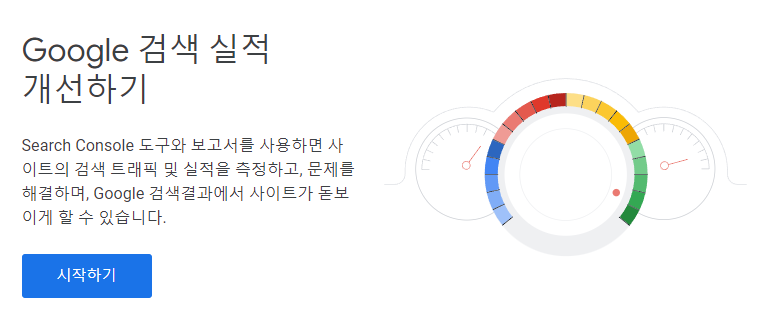 Google 검색 실적
개선하기
Search Console 도구와 보고서를 사용하면 사
이트의 검색 트래픽 및 실적을 측정하고, 문제를
해결하며, Google 검색결과에서 사이트가 돋보
이게 할 수 있습니다.
시작하기